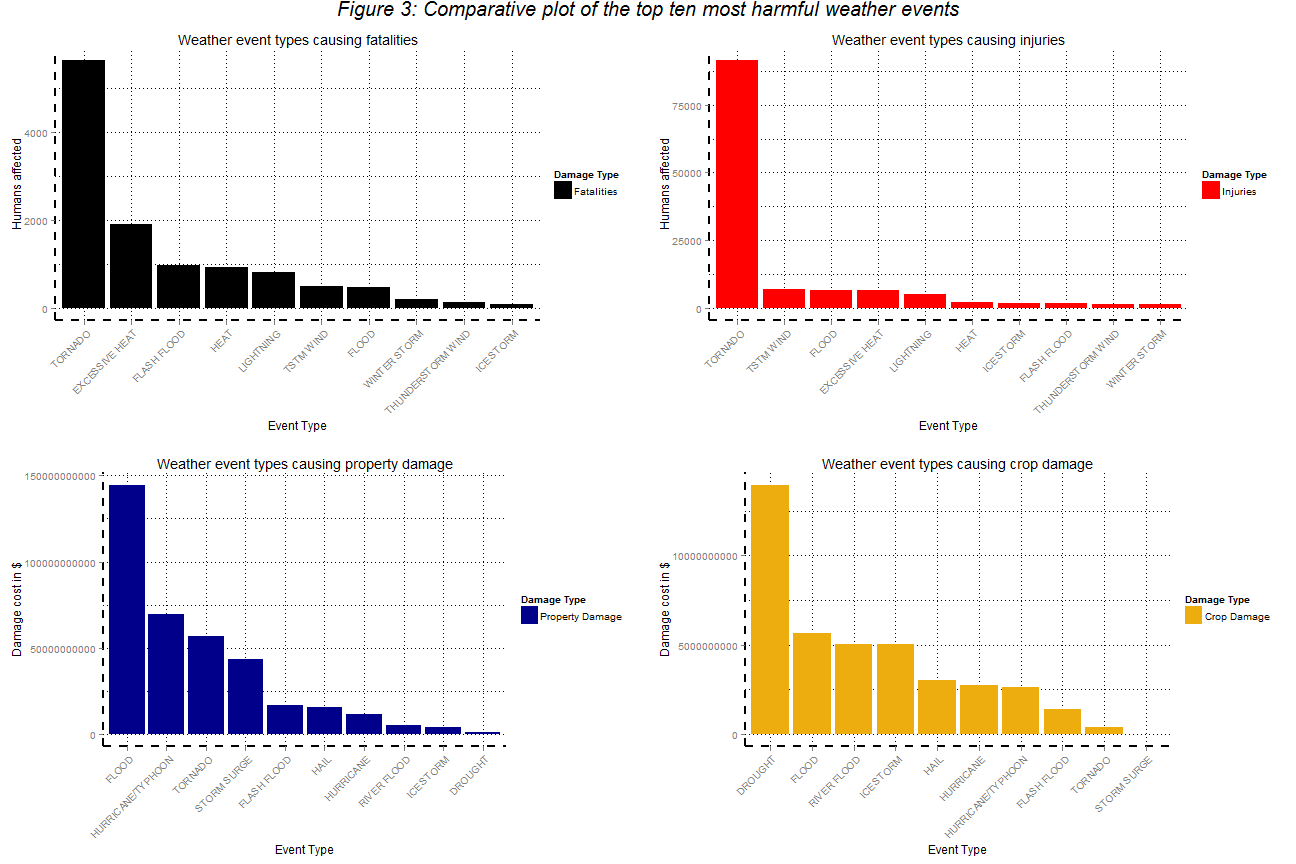 Figure 3: Comparative plot of the top ten most harmful weather events
Weather event types causing fatalities
Humans affected
4000
2000
0
TORNADO
EXCESSIVE HEAT
FLASH FLOOD
HEAT
LIGHTNING
TSTM WIND
FLOOD
WINTER STORM
THUNDERSTORM WIND
ICE STORM
Event Type
Damage Type
Fatalities
Weather event types causing injuries
Humans affected
75000
50000
25000
0
TORNADO
TSTM WIND
FLOOD
EXCESSIVE HEAT
LIGHTNING
HEAT
ICE STORM
FLASH FLOOD
THUNDERSTORM WIND
WINTER STORM
Event Type
Damage Type
Injuries
Weather event types causing property damage
Damage cost in $
150000000000
100000000000
50000000000
0
FLOOD
HURRICANE/TYPHOON
TORNADO
STORM SURGE
FLASH FLOOD
HAIL
HURRICANE
RIVER FLOOD
ICE STORM
DROUGHT
Event Type
Damage Type
Property Damage
Weather event types causing crop damage
Damage cost in $
10000000000
5000000000
0
DROUGHT
FLOOD
RIVER FLOOD
ICE STORM
HAIL
HURRICANE
HURRICANE/TYPHOON
FLASH FLOOD
TORNADO
STORM SURGE
Event Type
Damage Type
Crop Damage